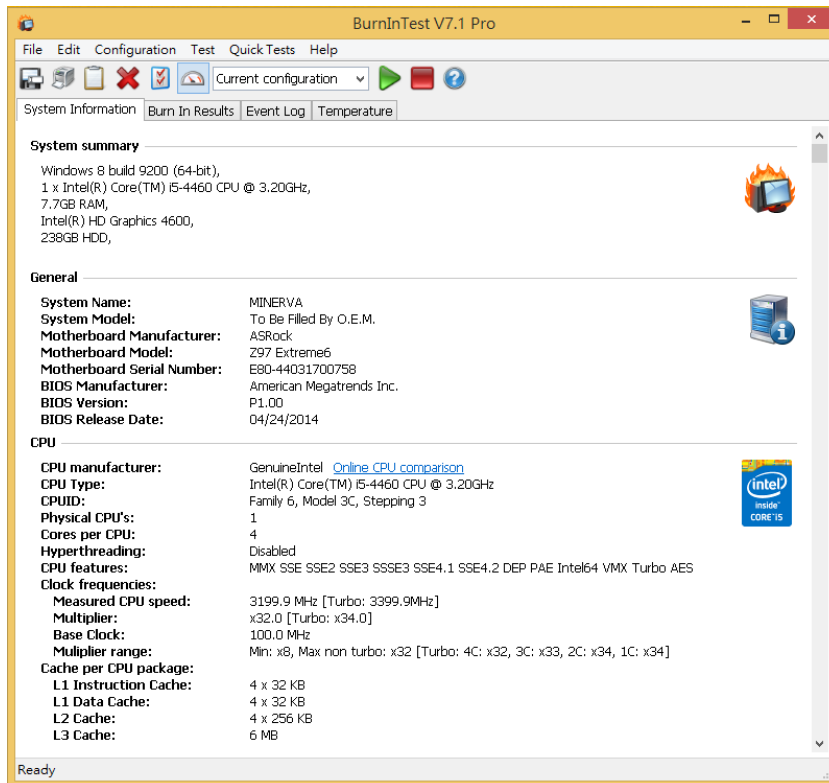 BurnInTest V7.1 Pro
File Edit Configuration Test Quick Tests Help
Current configuration
System Information Burn In Results Event Log Temperature
System summary
Windows 8 build 9200 (64-bit),
1 x Intel(R) Core(TM) i5-4460 CPU @ 3.20GHz,
7.7GB RAM,
Intel(R) HD Graphics 4600,
238GB HDD,
General
System Name: MINERVA
System Model: To Be Filled By O.E.M.
Motherboard Manufacturer: ASRock
Motherboard Model: Z97 Extreme6
Motherboard Serial Number: E80-44031700758
BIOS Manufacturer: American Megatrends Inc.
BIOS Version: P1.00
BIOS Release Date: 04/24/2014
CPU
CPU manufacturer: GenuineIntel Online CPU comparison
CPU Type: Intel(R) Core(TM) i5-4460 CPU @ 3.20GHz
CPUID: Family 6, Model 3C, Stepping 3
Physical CPU's: 1
Cores per CPU: 4
Hyperthreading: Disabled
CPU features: MMX SSE SSE2 SSE3 SSSE3 SSE4.1 SSE4.2 DEP PAE Intel64 VMX Turbo AES
Clock frequencies:
Measured CPU speed: 3199.9 MHz [Turbo: 3399.9MHz]
Multiplier: x32.0 [Turbo: x34.0]
Base Clock: 100.0 MHz
Muliplier range: Min: x8, Max non turbo: x32 [Turbo: 4C: x32, 3C: x33, 2C: x34, 1C: x34]
Cache per CPU package:
L1 Instruction Cache: 4 x 32 KB
L1 Data Cache: 4 x 32 KB
L2 Cache: 4 x 256 KB
L3 Cache: 6 MB
intel
inside™
CORE™i5
Ready